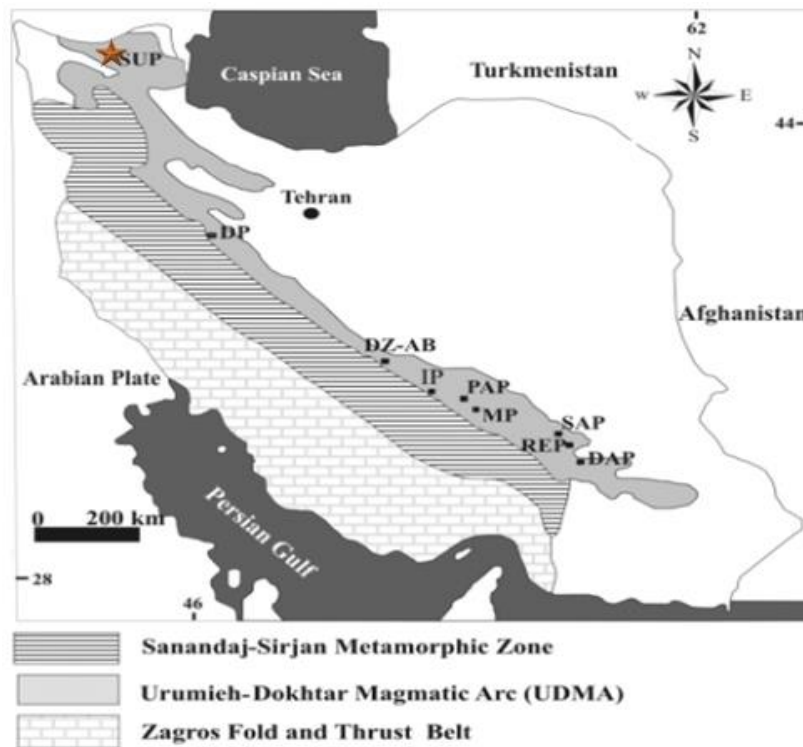 62
Caspian Sea
Turkmenistan
N
W
E
S
44
SUP
Tehran
DP
Afghanistan
DZ-AB
Arabian Plate
IP
PAP
MP
SAP
REP
DAP
Persian Gulf
0 200 km
28
46
Sanandaj-Sirjan Metamorphic Zone
Urumieh-Dokhtar Magmatic Arc (UDMA)
Zagros Fold and Thrust Belt